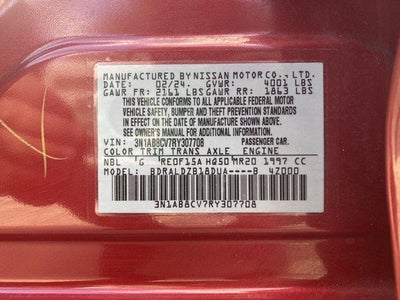 MANUFACTURED BY NISSAN MOTOR CO., LTD.
DATE: 02/24. GVWR: 4001 LBS
GAWR FR: 2161 LBS GAWR RR: 1863 LBS
THIS VEHICLE CONFORMS TO ALL APPLICABLE FEDERAL MOTOR
VEHICLE SAFETY, BUMPER AND THEFT PREVENTION STANDARDS
IN EFFECT ON THE DATE OF MANUFACTURE SHOWN ABOVE.
SEE OWNER'S MANUAL FOR ADDITIONAL INFORMATION.
VIN: 3N1AB8CV7RY307708 PASSENGER CAR.
COLOR TRIM TRANS AXLE ENGINE
NBL G RE0F15A HQ50 MR20 1997 CC
MODEL: BDRALDZB18DUA----B 4Z000
3N1AB8CV7RY307708